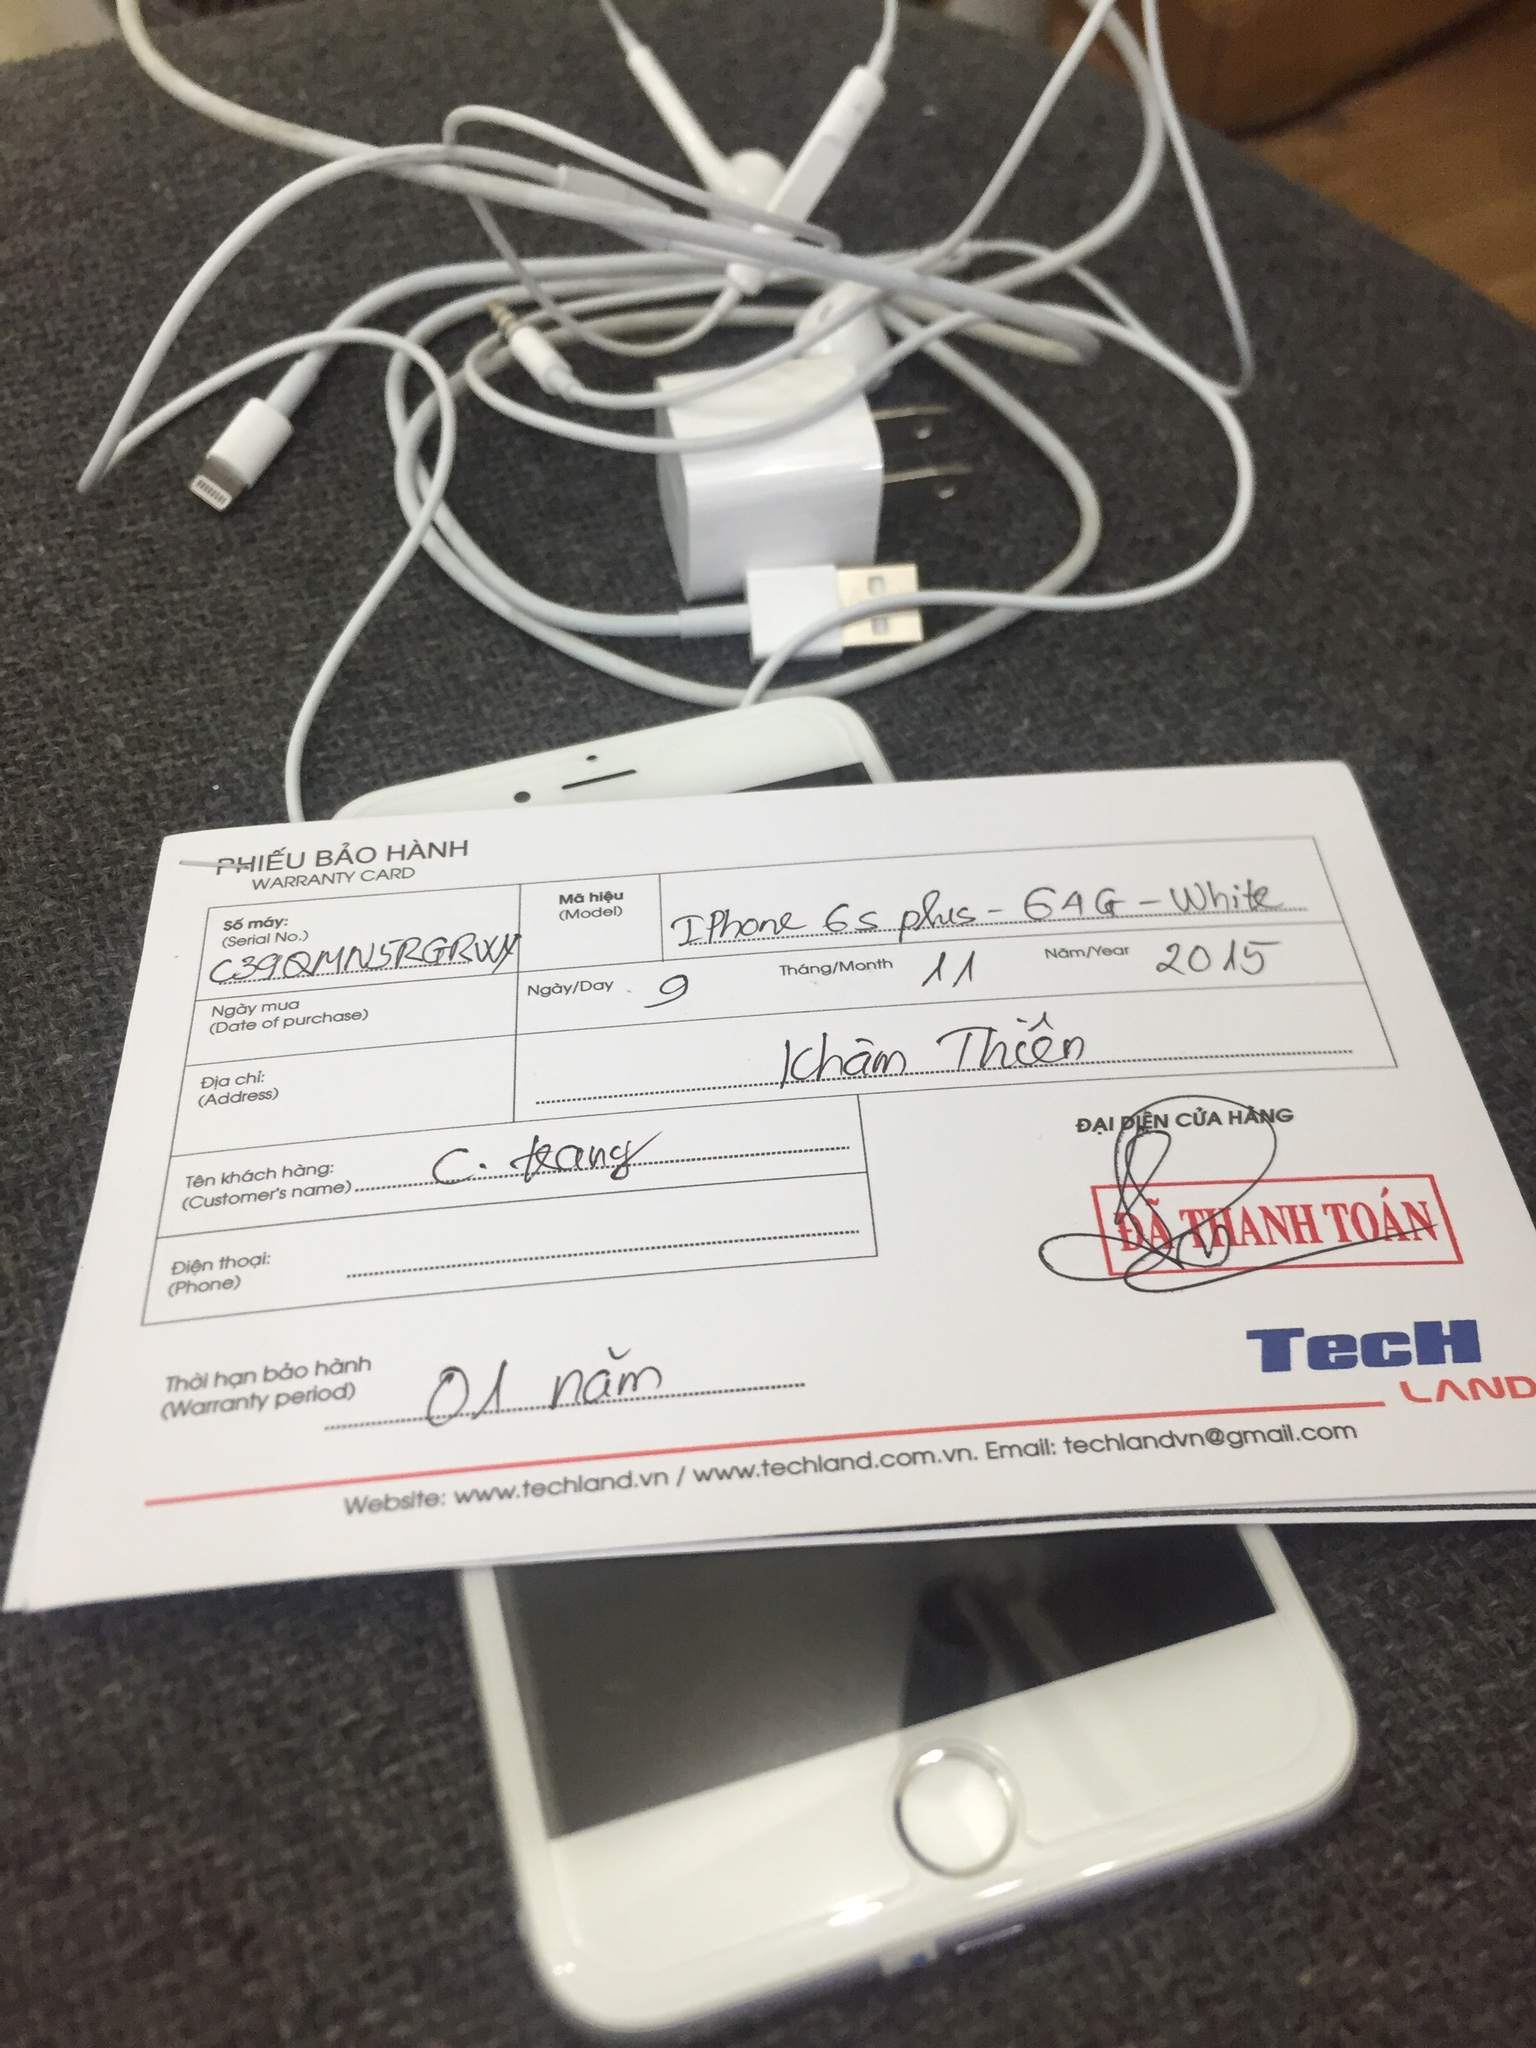 PHIẾU BẢO HÀNH
WARRANTY CARD
Số máy:
(Serial No.)
C39QMN5RGRWX
Mã hiệu
(Model)
IPhone 6s plus - 64G - White
Ngày mua
(Date of purchase)
Ngày/Day 9 Tháng/Month 11 Năm/Year 2015
Địa chỉ:
(Address)
Khâm Thiên
Tên khách hàng:
(Customer's name) C. trang
Điện thoại:
(Phone)
ĐẠI DIỆN CỬA HÀNG
ĐÃ THANH TOÁN
Thời hạn bảo hành
(Warranty period) 01 năm
TecH
LAND
Website: www.techland.vn / www.techland.com.vn. Email: techlandvn@gmail.com